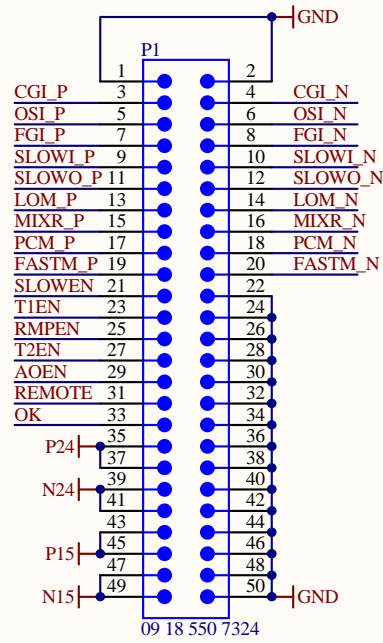 GND
P1
1 2
CGI_P 3 4 CGI_N
OSI_P 5 6 OSI_N
FGI_P 7 8 FGI_N
SLOWI_P 9 10 SLOWI_N
SLOWO_P 11 12 SLOWO_N
LOM_P 13 14 LOM_N
MIXR_P 15 16 MIXR_N
PCM_P 17 18 PCM_N
FASTM_P 19 20 FASTM_N
SLOWEN 21 22
T1EN 23 24
RMPEN 25 26
T2EN 27 28
AOEN 29 30
REMOTE 31 32
OK 33 34
35 36
P24
37 38
39 40
N24
41 42
43 44
P15 45 46
47 48
N15 49 50 GND
09 18 550 7324